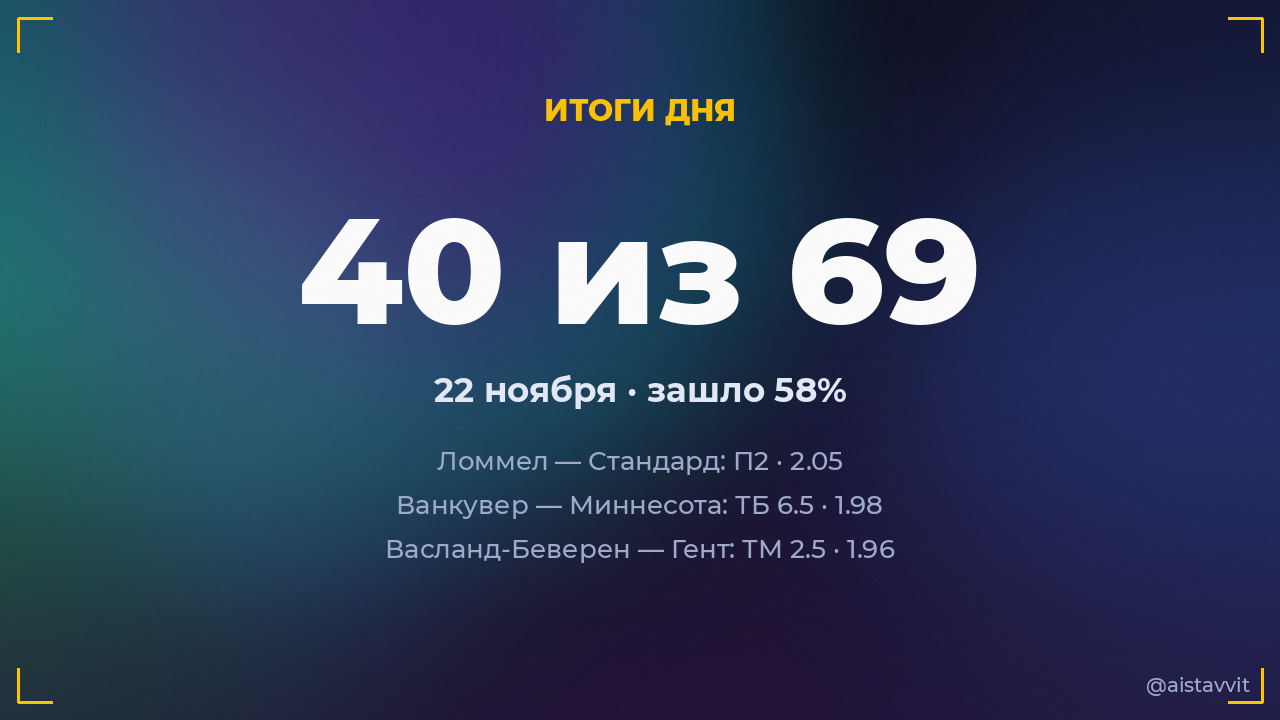 ИТОГИ ДНЯ
40 из 69
22 ноября · зашло 58%
Ломмел — Стандард: П2 · 2.05
Ванкувер — Миннесота: ТБ 6.5 · 1.98
Васланд-Беверен — Гент: ТМ 2.5 · 1.96
@aistavvit